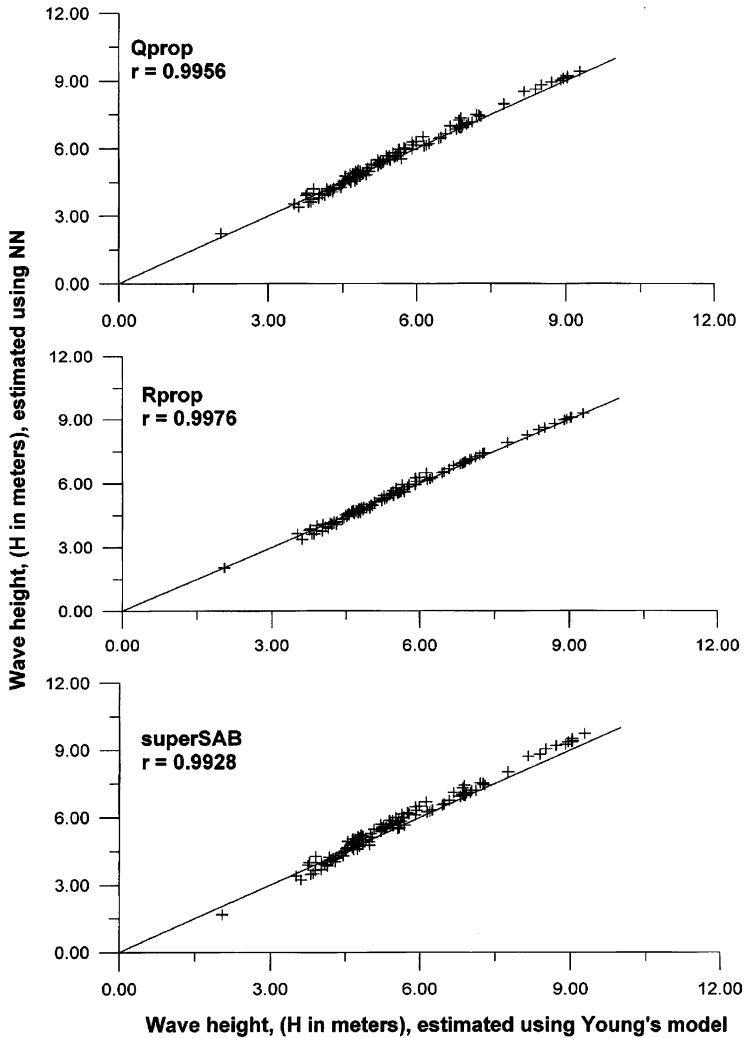 Wave height, (H in meters), estimated using NN
12.00
Qprop
r = 0.9956
9.00
6.00
3.00
0.00
0.00 3.00 6.00 9.00 12.00
12.00
Rprop
r = 0.9976
9.00
6.00
3.00
0.00
0.00 3.00 6.00 9.00 12.00
12.00
superSAB
r = 0.9928
9.00
6.00
3.00
0.00
0.00 3.00 6.00 9.00 12.00
Wave height, (H in meters), estimated using Young's model